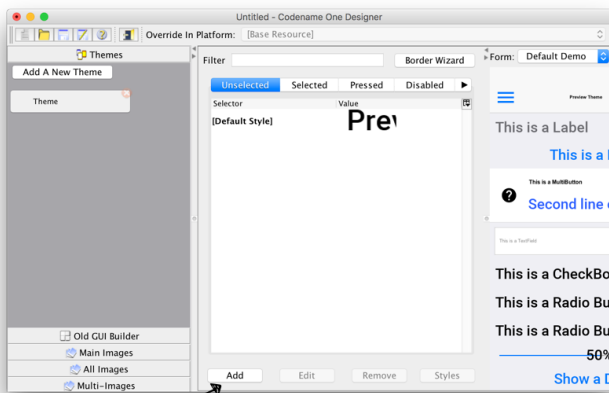 Untitled - Codename One Designer
Override In Platform: [Base Resource]
Themes
Add A New Theme
Theme
Old GUI Builder
Main Images
All Images
Multi-Images
Filter
Border Wizard
Unselected Selected Pressed Disabled
Selector Value
[Default Style] Prev
Add Edit Remove Styles
Form: Default Demo
Preview Theme
This is a Label
This is a
This is a MultiButton
Second line
This is a TextField
This is a CheckBo
This is a Radio Bu
This is a Radio Bu
50%
Show a D